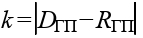 k = |D_ГП − R_ГП|